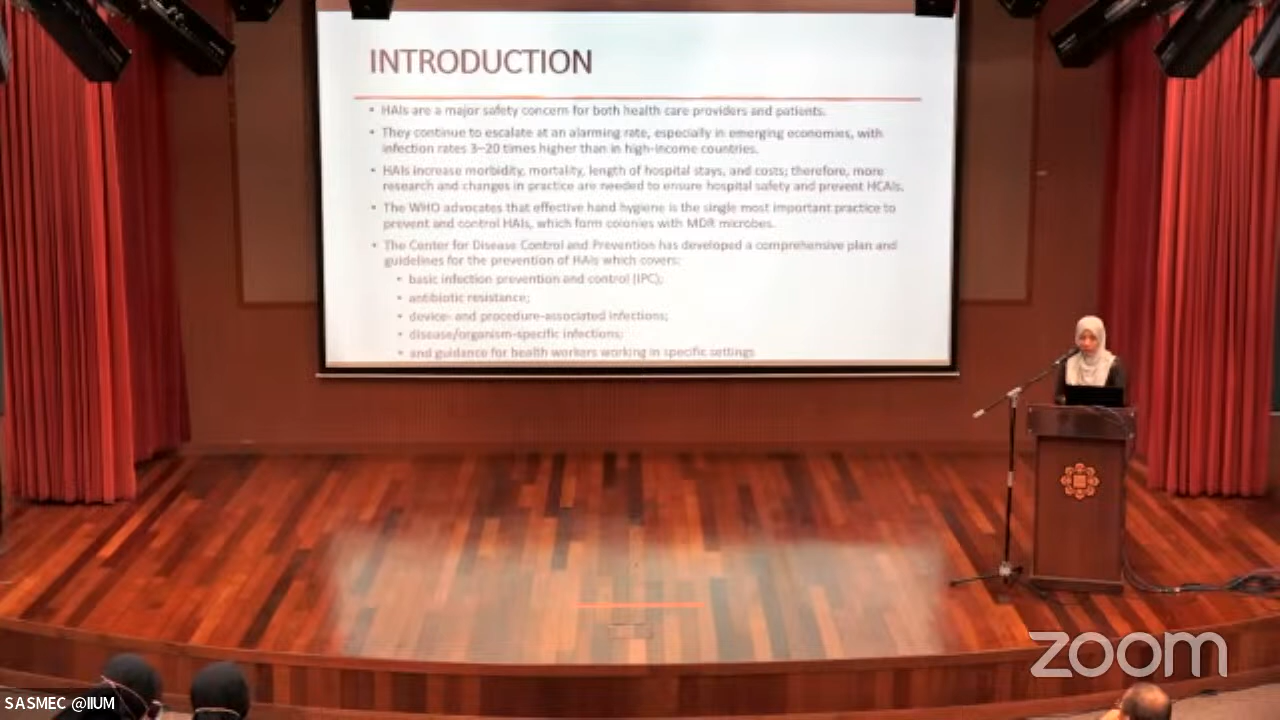 INTRODUCTION
• HAIs are a major safety concern for both health care providers and patients.
• They continue to escalate at an alarming rate, especially in emerging economies, with
infection rates 3–20 times higher than in high-income countries.
• HAIs increase morbidity, mortality, length of hospital stays, and costs; therefore, more
research and changes in practice are needed to ensure hospital safety and prevent HCAIs.
• The WHO advocates that effective hand hygiene is the single most important practice to
prevent and control HAIs, which form colonies with MDR microbes.
• The Center for Disease Control and Prevention has developed a comprehensive plan and
guidelines for the prevention of HAIs which covers:
• basic infection prevention and control (IPC);
• antibiotic resistance;
• device- and procedure-associated infections;
• disease/organism-specific infections;
• and guidance for health workers working in specific settings
zoom
SASMEC @IIUM